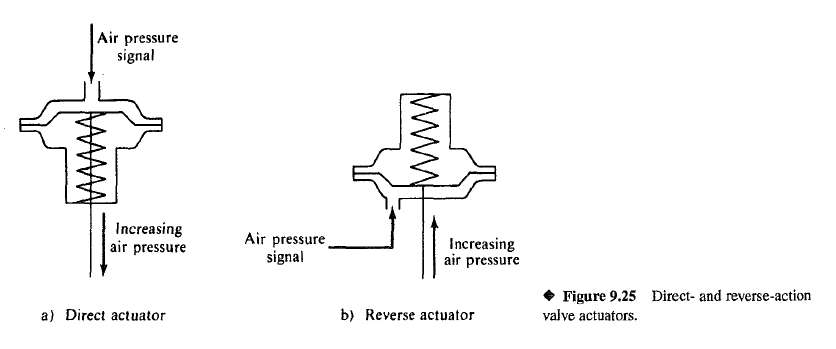 Air pressure
signal
Increasing
air pressure
a) Direct actuator
Air pressure
signal
Increasing
air pressure
b) Reverse actuator
◆ Figure 9.25 Direct- and reverse-action
valve actuators.